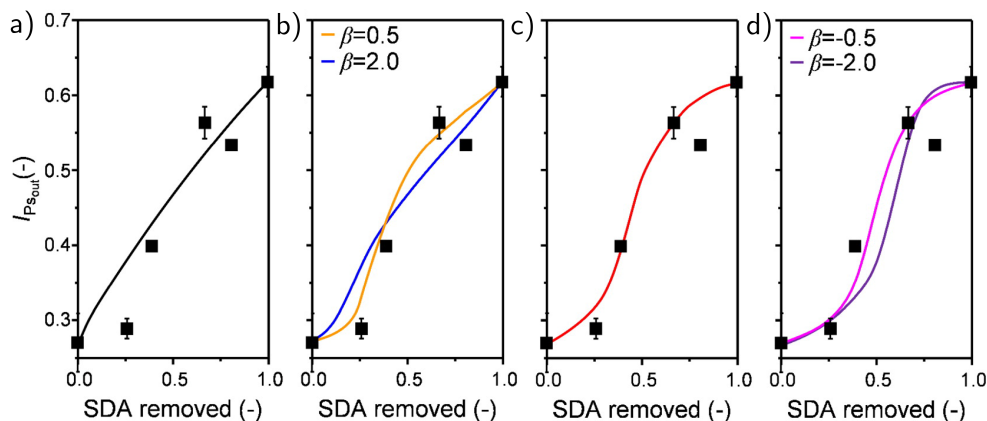 a)
b)
c)
d)
0.7
0.6
0.5
0.4
0.3
I Ps out (-)
β=0.5
β=2.0
β=-0.5
β=-2.0
0.0 0.5 1.0
0.0 0.5 1.0
0.0 0.5 1.0
0.0 0.5 1.0
SDA removed (-)
SDA removed (-)
SDA removed (-)
SDA removed (-)